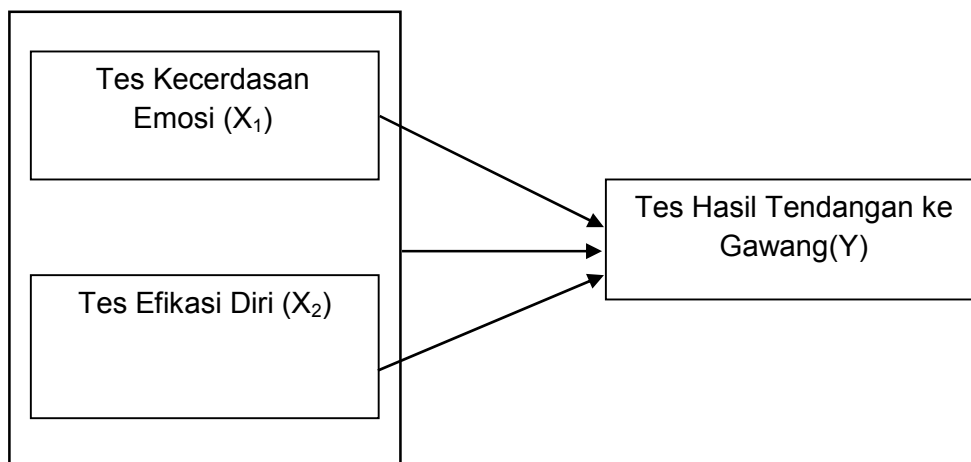 Tes Kecerdasan
Emosi (X₁)
Tes Hasil Tendangan ke
Gawang(Y)
Tes Efikasi Diri (X₂)